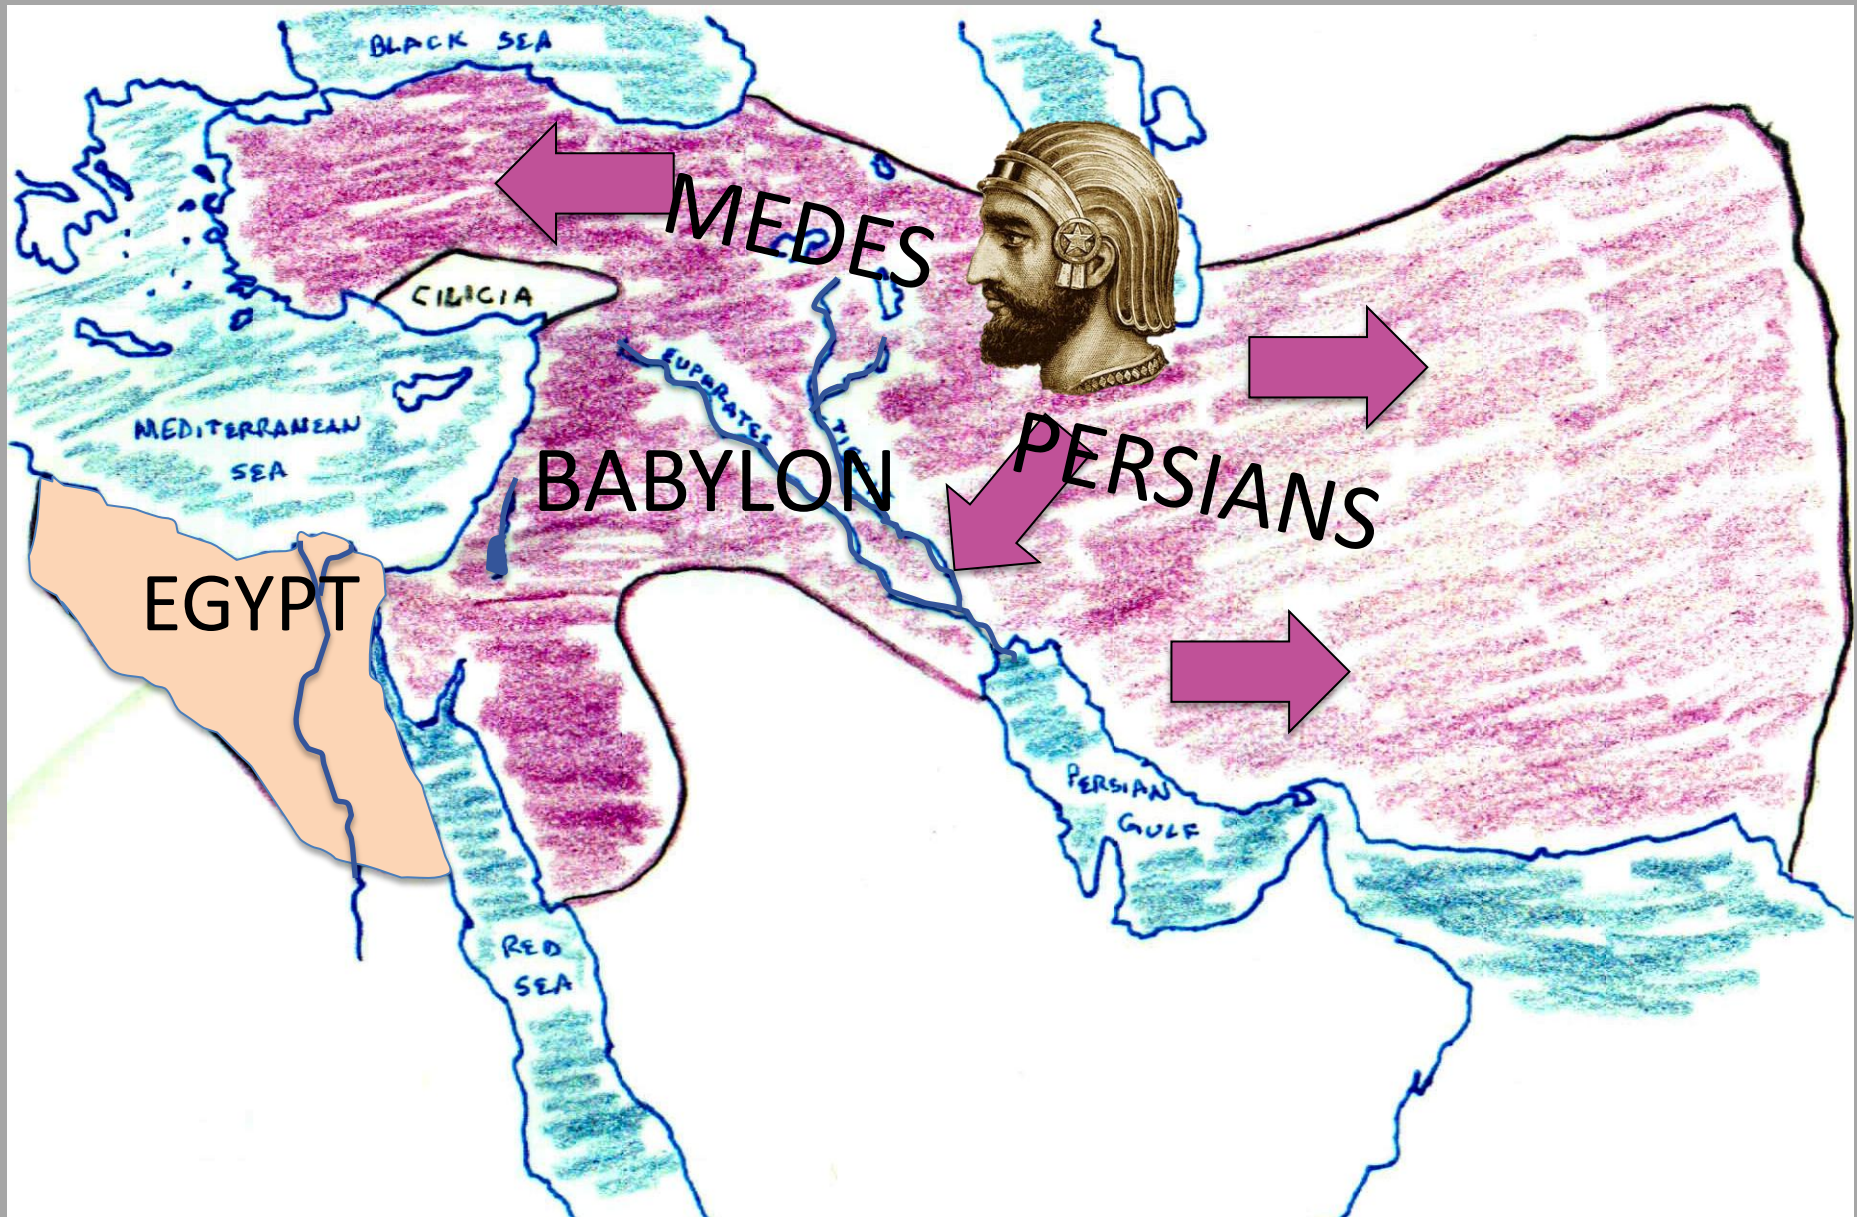 BLACK SEA
MEDES
CILICIA
EUPHRATES
MEDITERRANEAN
SEA
BABYLON
PERSIANS
EGYPT
PERSIAN
GULF
RED
SEA